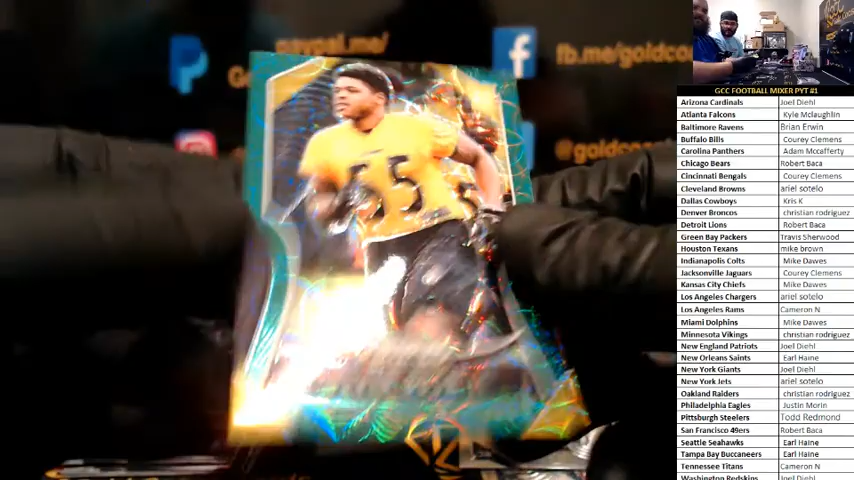 paypal.me/
Go
fb.me/goldco
@goldcoa
55
GCC FOOTBALL MIXER PYT #1
Arizona Cardinals Joel Diehl
Atlanta Falcons Kyle Mclaughlin
Baltimore Ravens Brian Erwin
Buffalo Bills Courey Clemens
Carolina Panthers Adam Mccafferty
Chicago Bears Robert Baca
Cincinnati Bengals Courey Clemens
Cleveland Browns ariel sotelo
Dallas Cowboys Kris K
Denver Broncos christian rodriguez
Detroit Lions Robert Baca
Green Bay Packers Travis Sherwood
Houston Texans mike brown
Indianapolis Colts Mike Dawes
Jacksonville Jaguars Courey Clemens
Kansas City Chiefs Mike Dawes
Los Angeles Chargers ariel sotelo
Los Angeles Rams Cameron N
Miami Dolphins Mike Dawes
Minnesota Vikings christian rodriguez
New England Patriots Joel Diehl
New Orleans Saints Earl Haine
New York Giants Joel Diehl
New York Jets ariel sotelo
Oakland Raiders christian rodriguez
Philadelphia Eagles Justin Morin
Pittsburgh Steelers Todd Redmond
San Francisco 49ers Robert Baca
Seattle Seahawks Earl Haine
Tampa Bay Buccaneers Earl Haine
Tennessee Titans Cameron N
Washington Redskins Joel Diehl